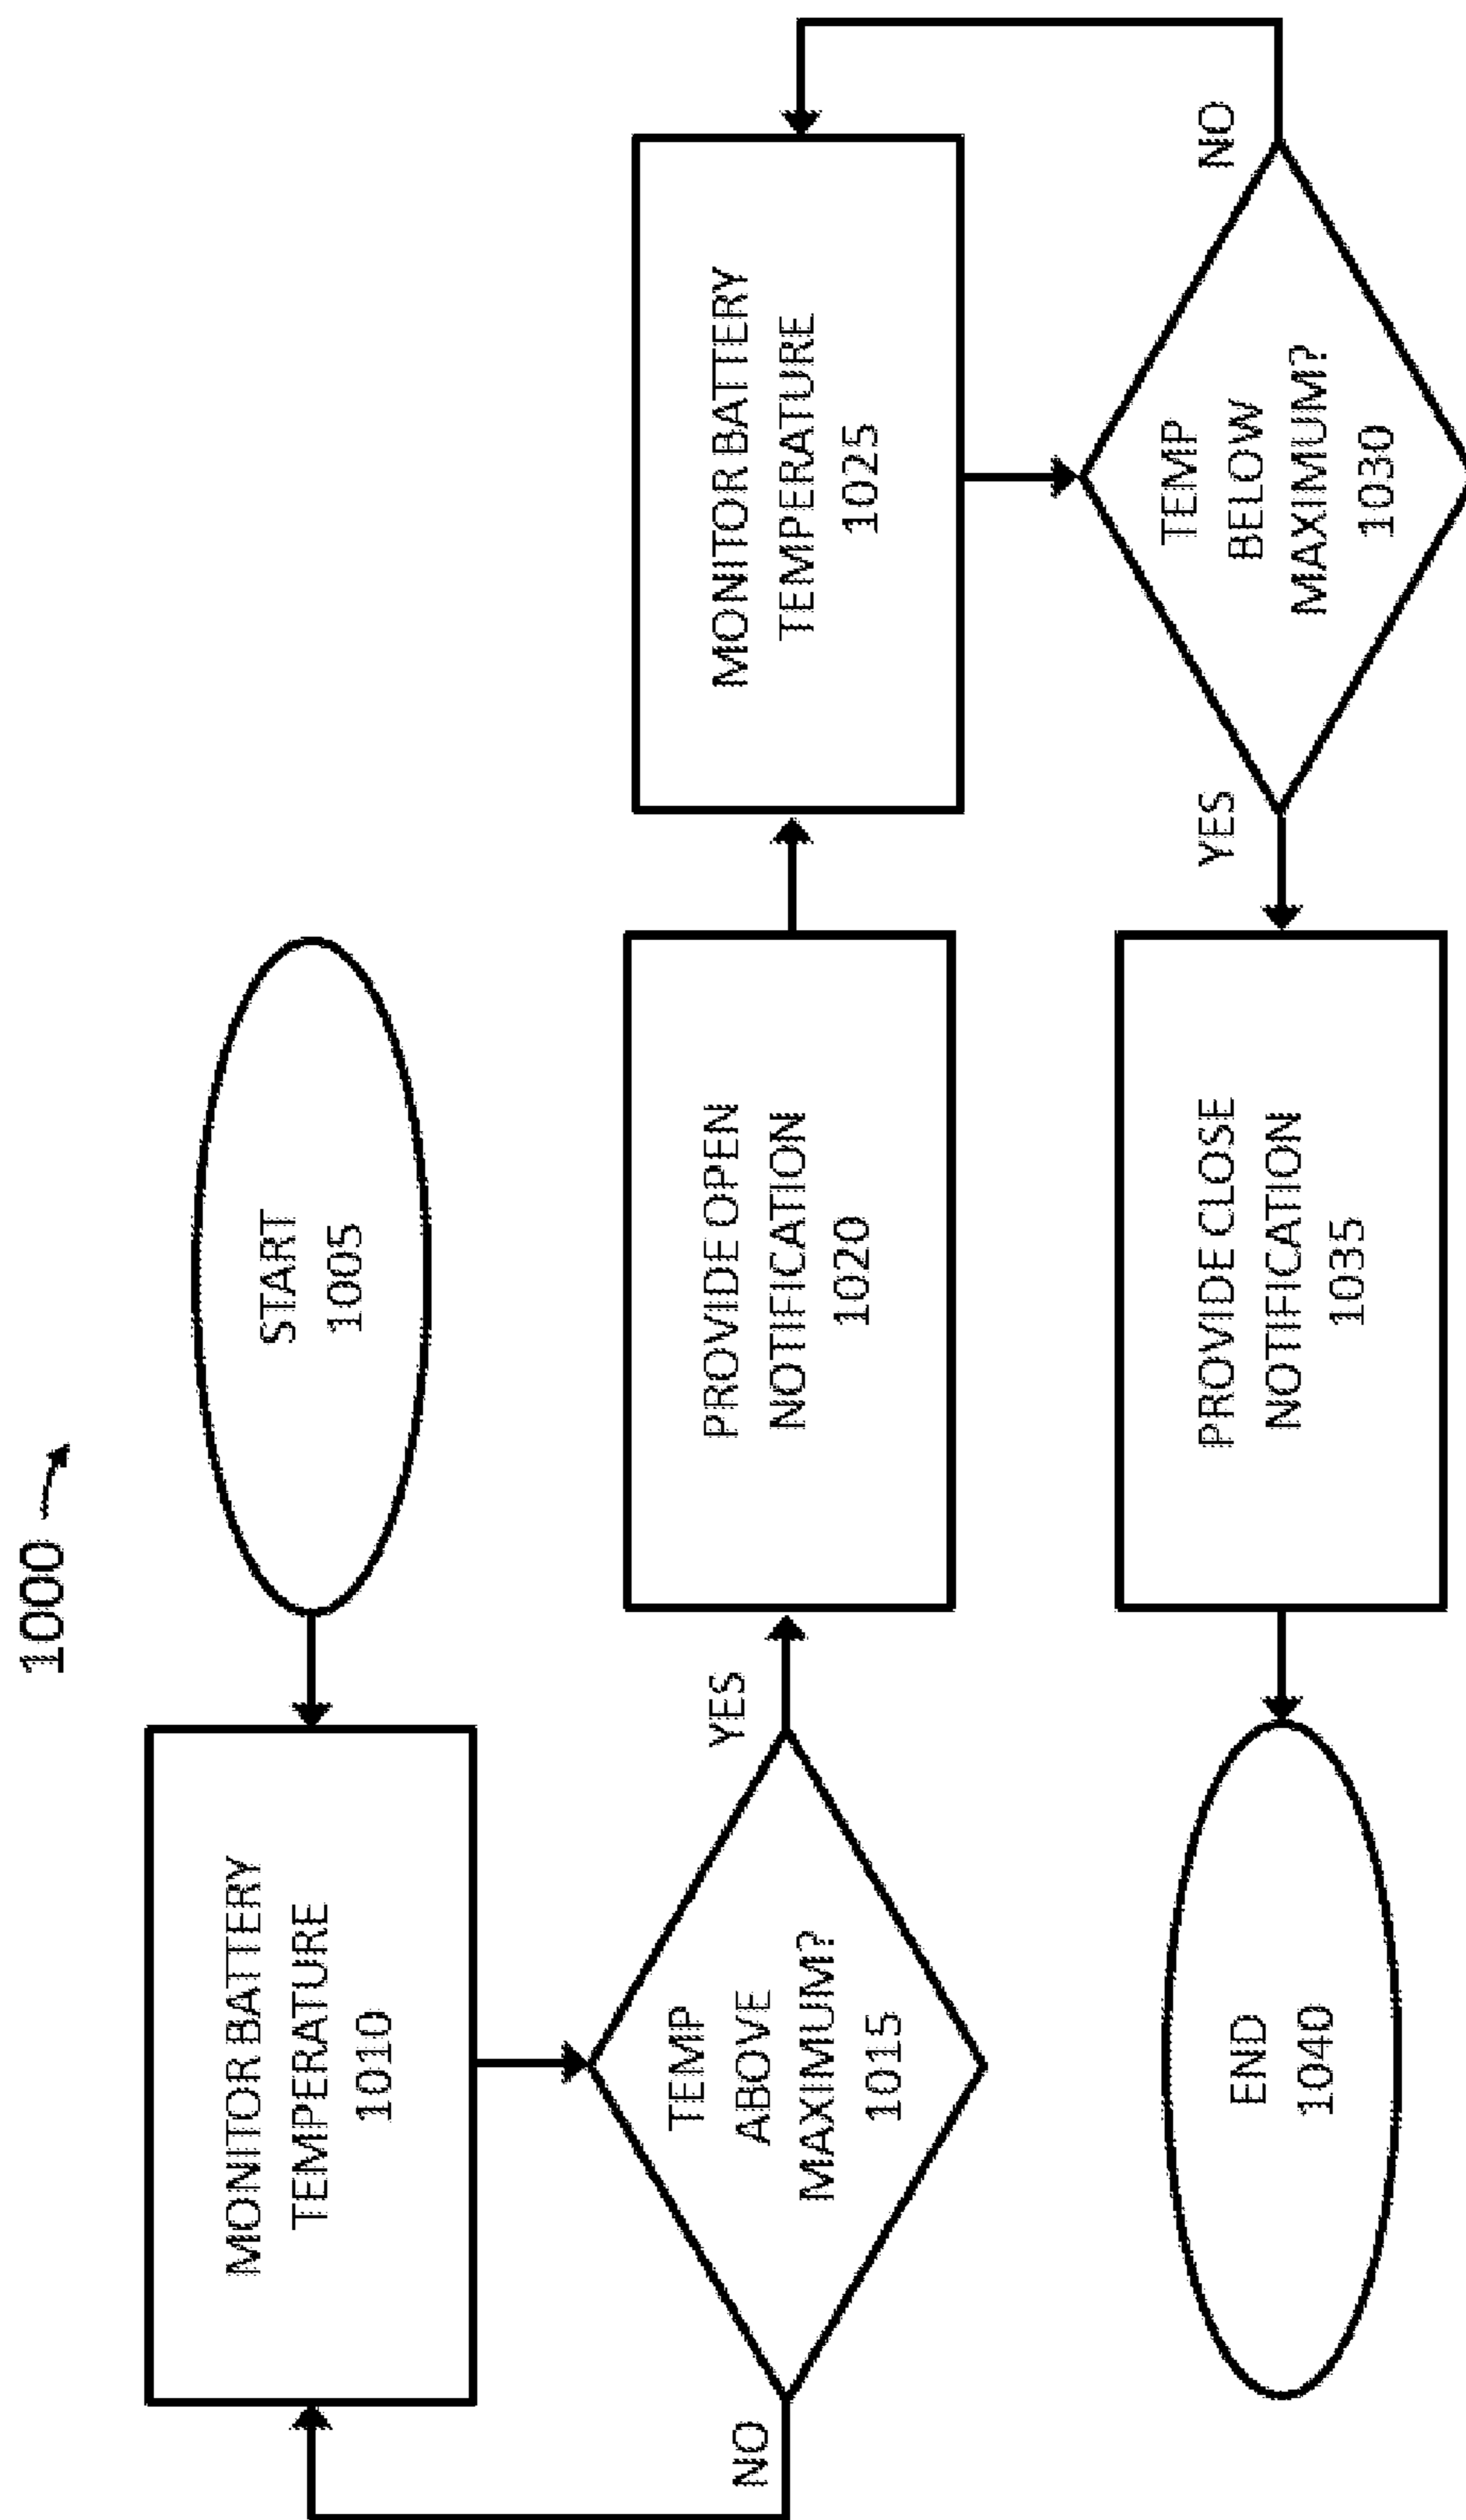 1000
START
1005
MONITOR BATTERY
TEMPERATURE
1010
TEMP
ABOVE
MAXIMUM?
1015
NO
YES
PROVIDE OPEN
NOTIFICATION
1020
MONITOR BATTERY
TEMPERATURE
1025
TEMP
BELOW
MAXIMUM?
1030
NO
YES
PROVIDE CLOSE
NOTIFICATION
1035
END
1040